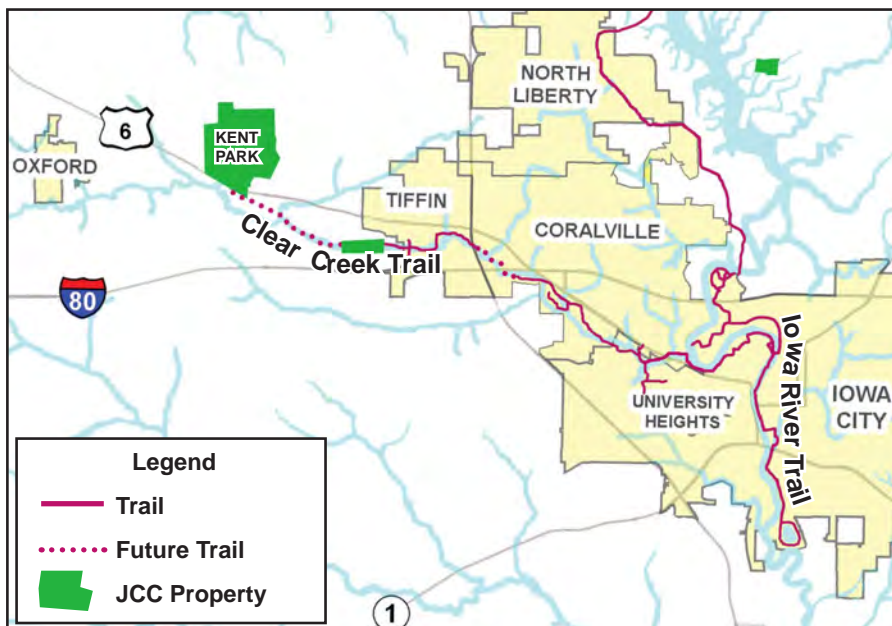 NORTH
LIBERTY
6
KENT
PARK
OXFORD
TIFFIN
CORALVILLE
Clear Creek Trail
80
Iowa River Trail
UNIVERSITY
HEIGHTS
IOWA
CITY
Legend
Trail
Future Trail
JCC Property
1